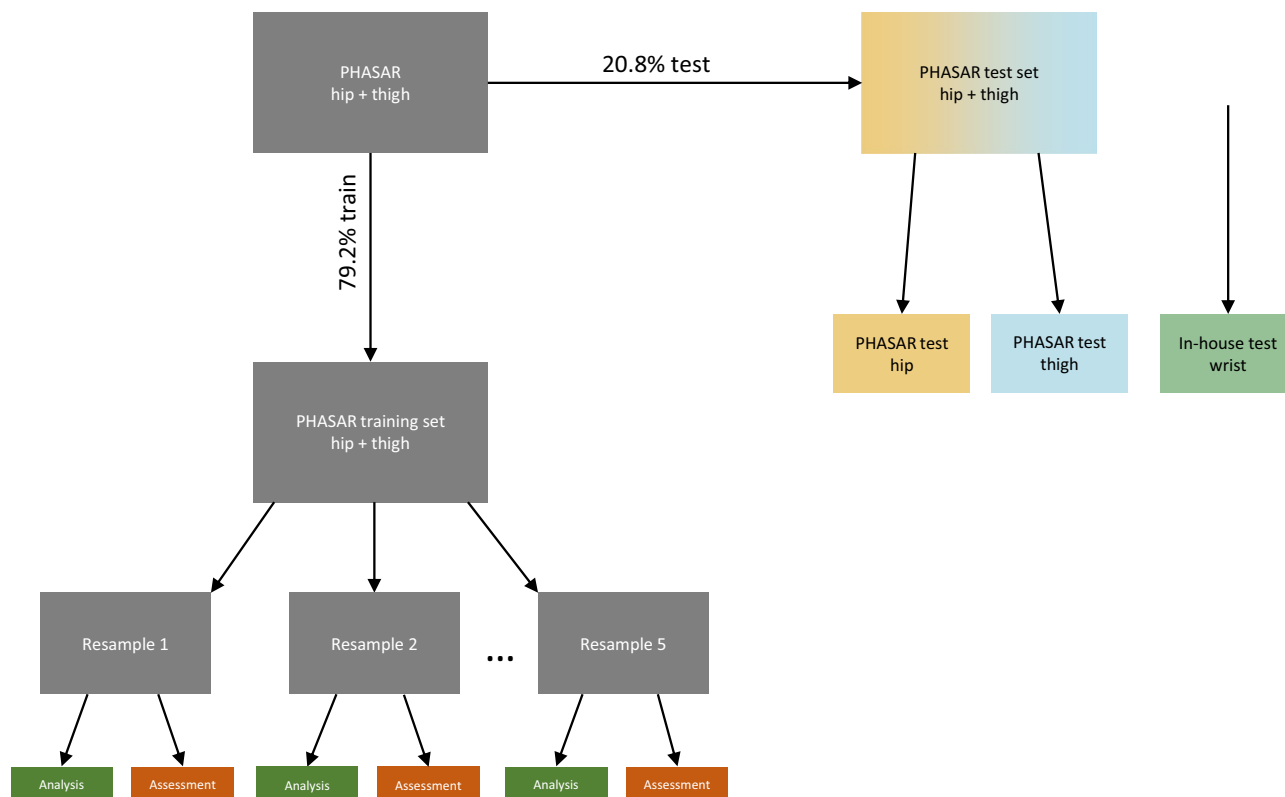 PHASAR
hip + thigh
20.8% test
PHASAR test set
hip + thigh
79.2% train
PHASAR test
hip
PHASAR test
thigh
In-house test
wrist
PHASAR training set
hip + thigh
Resample 1
Resample 2
...
Resample 5
Analysis
Assessment
Analysis
Assessment
Analysis
Assessment